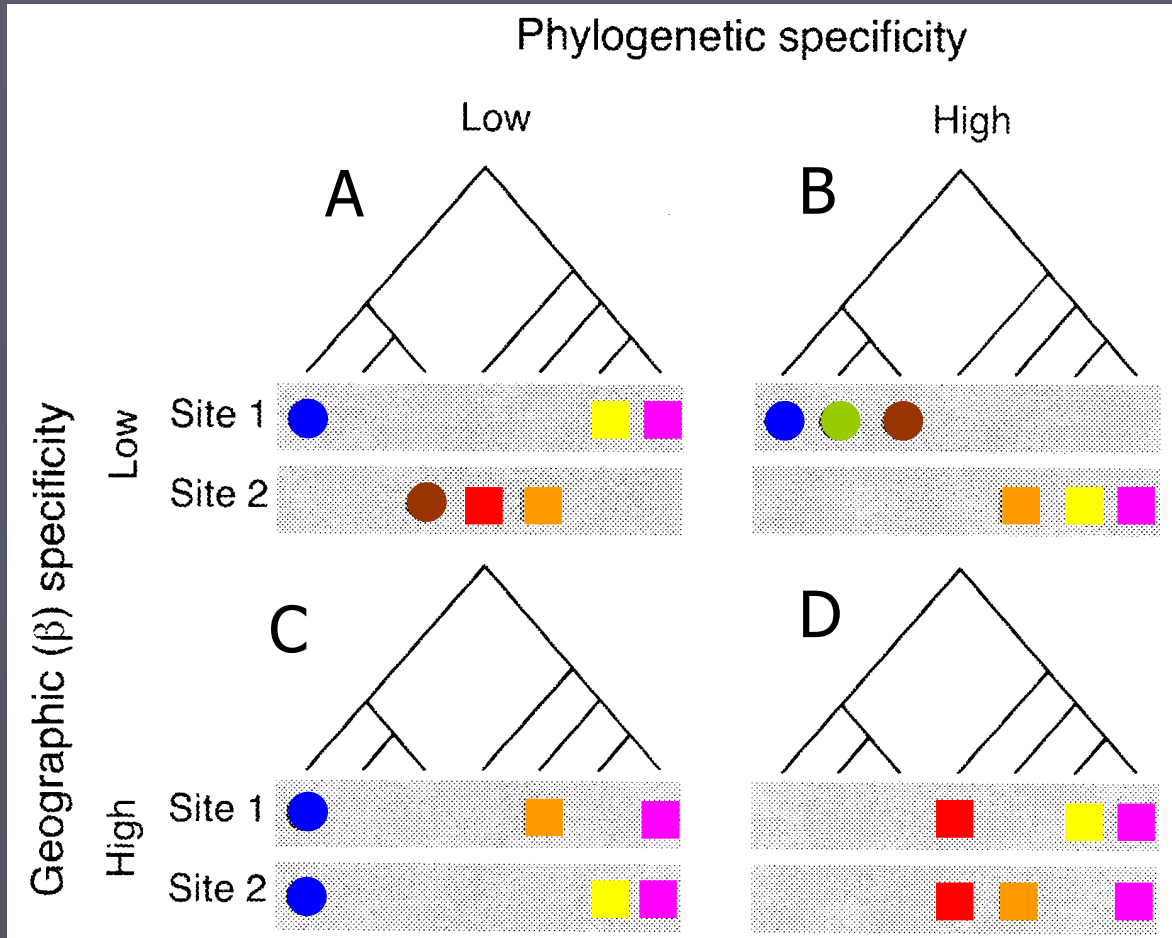 Phylogenetic specificity
Low
High
A
B
Geographic (β) specificity
Low
Site 1
Site 2
C
D
High
Site 1
Site 2